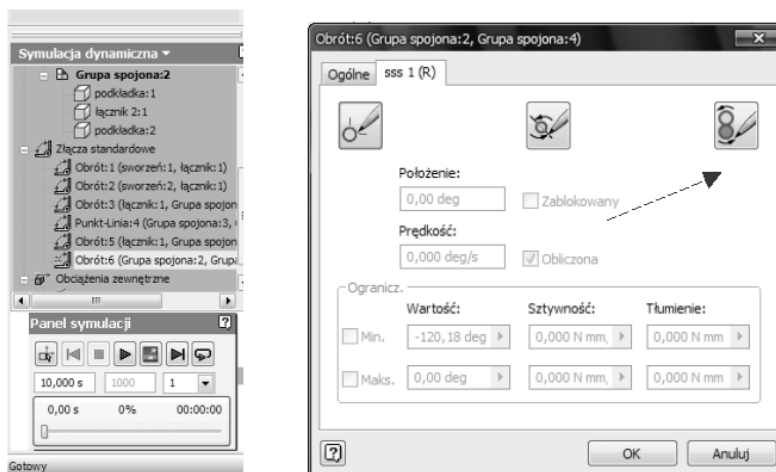 Symulacja dynamiczna
Grupa spojona:2
podkładka:1
łącznik 2:1
podkładka:2
Złącza standardowe
Obrót:1 (sworzeń:1, łącznik:1)
Obrót:2 (sworzeń:2, łącznik:1)
Obrót:3 (łącznik:1, Grupa spojon
Punkt-Linia:4 (Grupa spojona:3,
Obrót:5 (łącznik:1, Grupa spojon
Obrót:6 (Grupa spojona:2, Grupa
Obciążenia zewnętrzne
Panel symulacji
10,000 s 1000 1
0,00 s 0% 00:00:00
Gotowy
Obrót:6 (Grupa spojona:2, Grupa spojona:4)
Ogólne sss 1 (R)
Położenie:
0,00 deg Zablokowany
Prędkość:
0,000 deg/s Obliczona
Ogranicz.
Wartość: Sztywność: Tłumienie:
Min. -120,18 deg 0,000 N mm, 0,000 N mm
Maks. 0,00 deg 0,000 N mm, 0,000 N mm
OK Anuluj